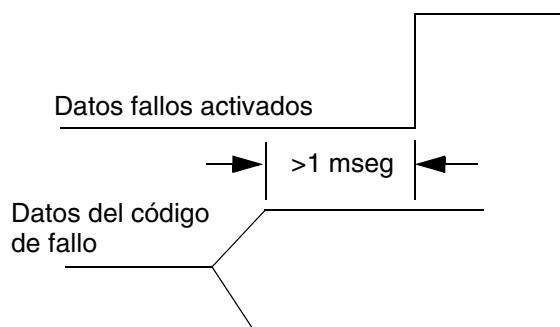 Datos fallos activados
>1 mseg
Datos del código
de fallo